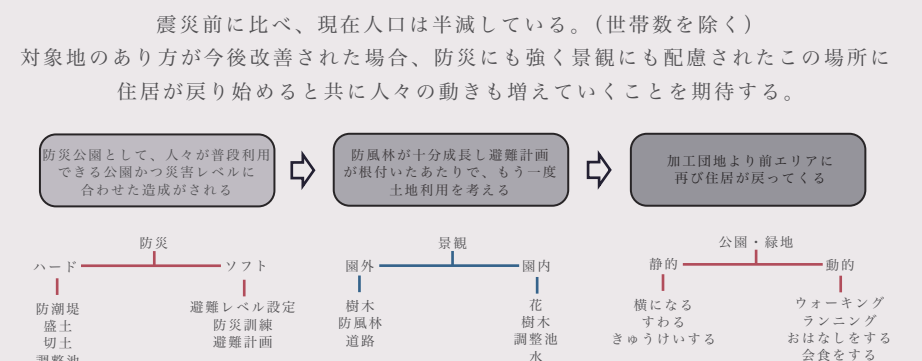 震災前に比べ、現在人口は半減している。(世帯数を除く)
対象地のあり方が今後改善された場合、防災にも強く景観にも配慮されたこの場所に
住居が戻り始めると共に人々の動きも増えていくことを期待する。
防災公園として、人々が普段利用
できる公園かつ災害レベルに
合わせた造成がされる
防風林が十分成長し避難計画
が根付いたあたりで、もう一度
土地利用を考える
加工団地より前エリアに
再び住居が戻ってくる
防災
ハード
ソフト
防潮堤
盛土
切土
調整池
避難レベル設定
防災訓練
避難計画
景観
園外
園内
樹木
防風林
道路
花
樹木
調整池
水
公園・緑地
静的
動的
横になる
すわる
きゅうけいする
ウォーキング
ランニング
おはなしをする
会食をする